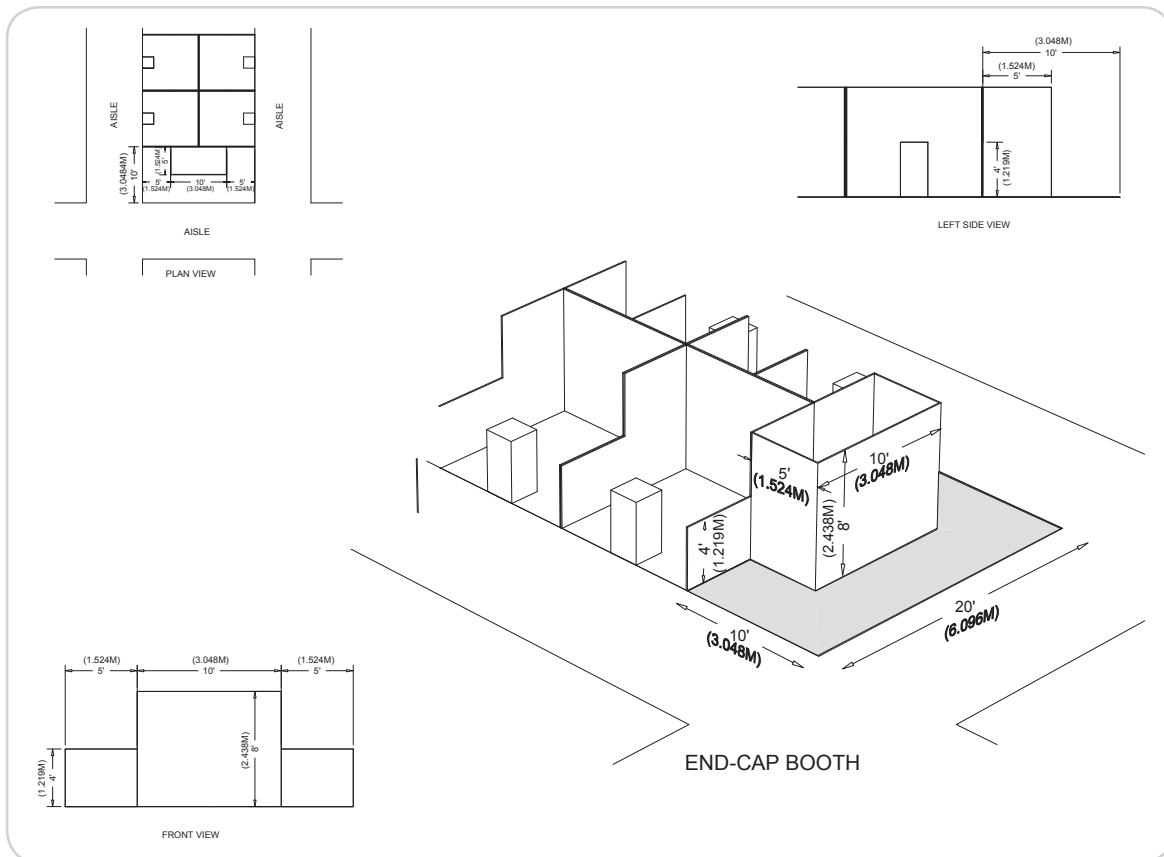 AISLE
AISLE
(1.524M)
5'
(3.0484M)
10'
5'
10'
5'
(1.524M)
(3.048M)
(1.524M)
AISLE
PLAN VIEW
(3.048M)
10'
(1.524M)
5'
4'
(1.219M)
LEFT SIDE VIEW
5'
(1.524M)
10'
(3.048M)
(2.438M)
8'
4'
(1.219M)
10'
(3.048M)
20'
(6.096M)
END-CAP BOOTH
(1.524M)
5'
(3.048M)
10'
(1.524M)
5'
(2.438M)
8'
(1.219M)
4'
FRONT VIEW